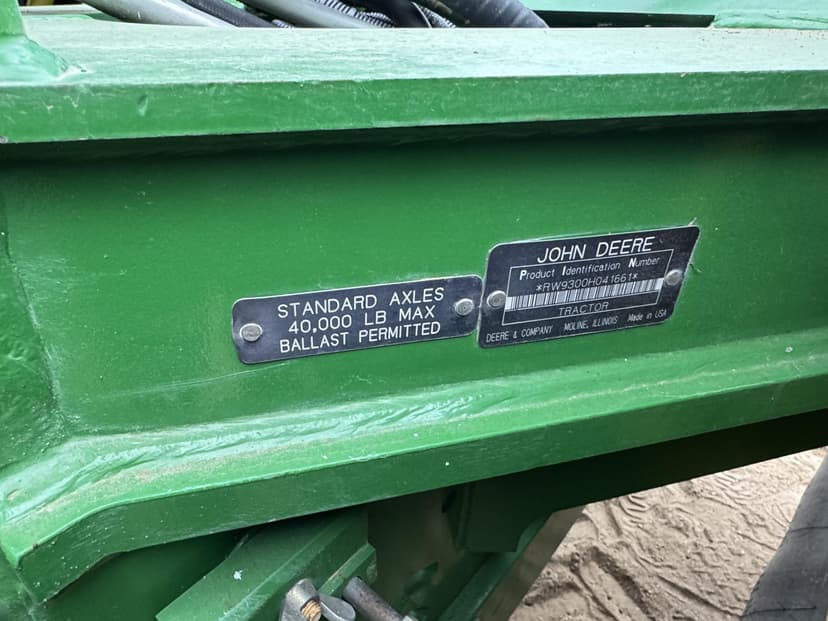 STANDARD AXLES
40,000 LB MAX
BALLAST PERMITTED
JOHN DEERE
Product Identification Number
*RW9300H041661*
TRACTOR
DEERE & COMPANY MOLINE, ILLINOIS Made in USA